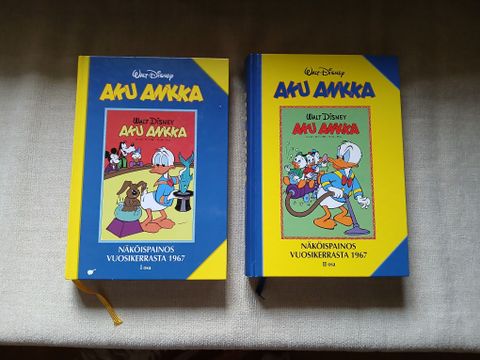 WALT DISNEY
AKU ANKKA
WALT DISNEY
AKU ANKKA
NÄKÖISPAINOS
VUOSIKERRASTA 1967
I osa
WALT DISNEY
AKU ANKKA
WALT DISNEY
AKU ANKKA
NÄKÖISPAINOS
VUOSIKERRASTA 1967
II osa